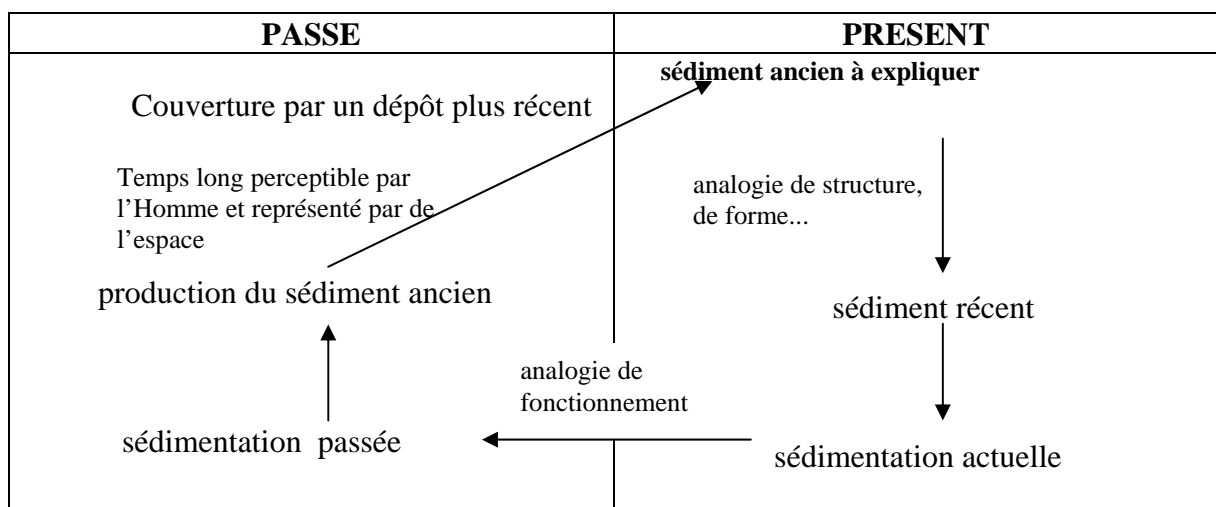 PASSE
PRESENT
sédiment ancien à expliquer
Couverture par un dépôt plus récent
Temps long perceptible par
l’Homme et représenté par de
l’espace
analogie de structure,
de forme...
production du sédiment ancien
sédiment récent
analogie de
fonctionnement
sédimentation passée
sédimentation actuelle